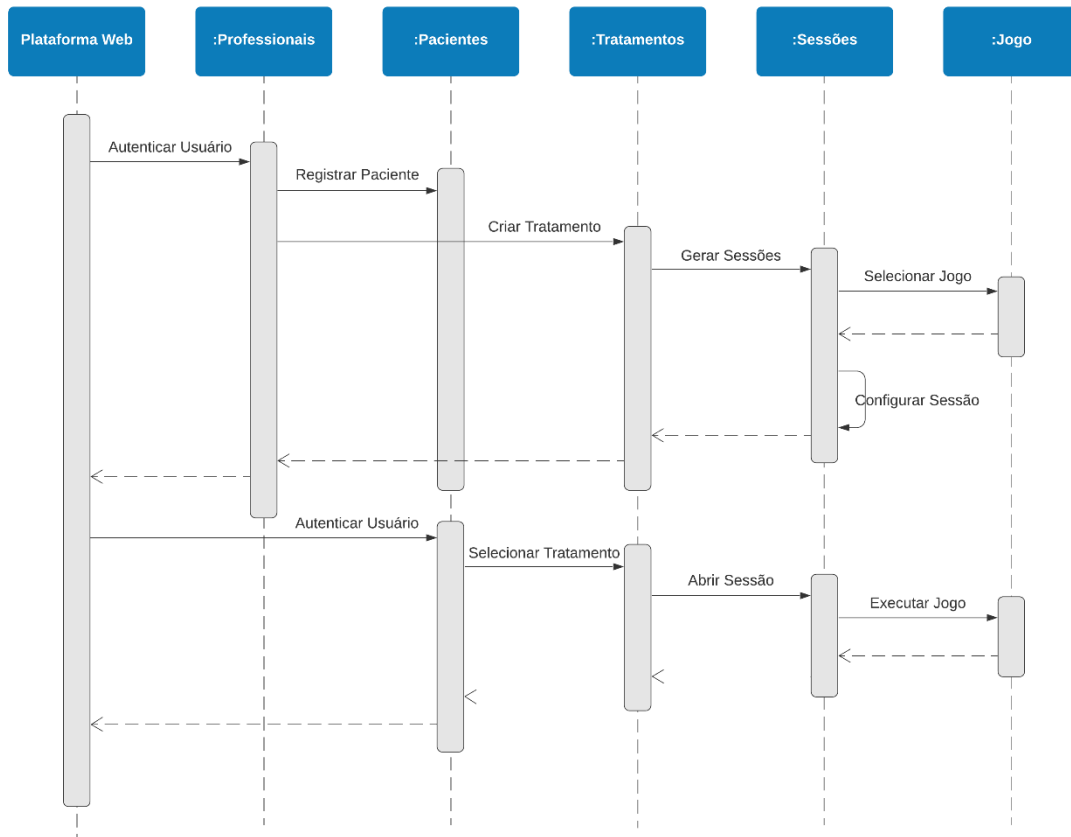 Plataforma Web
:Professionais
:Pacientes
:Tratamentos
:Sessões
:Jogo
Autenticar Usuário
Registrar Paciente
Criar Tratamento
Gerar Sessões
Selecionar Jogo
Configurar Sessão
Autenticar Usuário
Selecionar Tratamento
Abrir Sessão
Executar Jogo